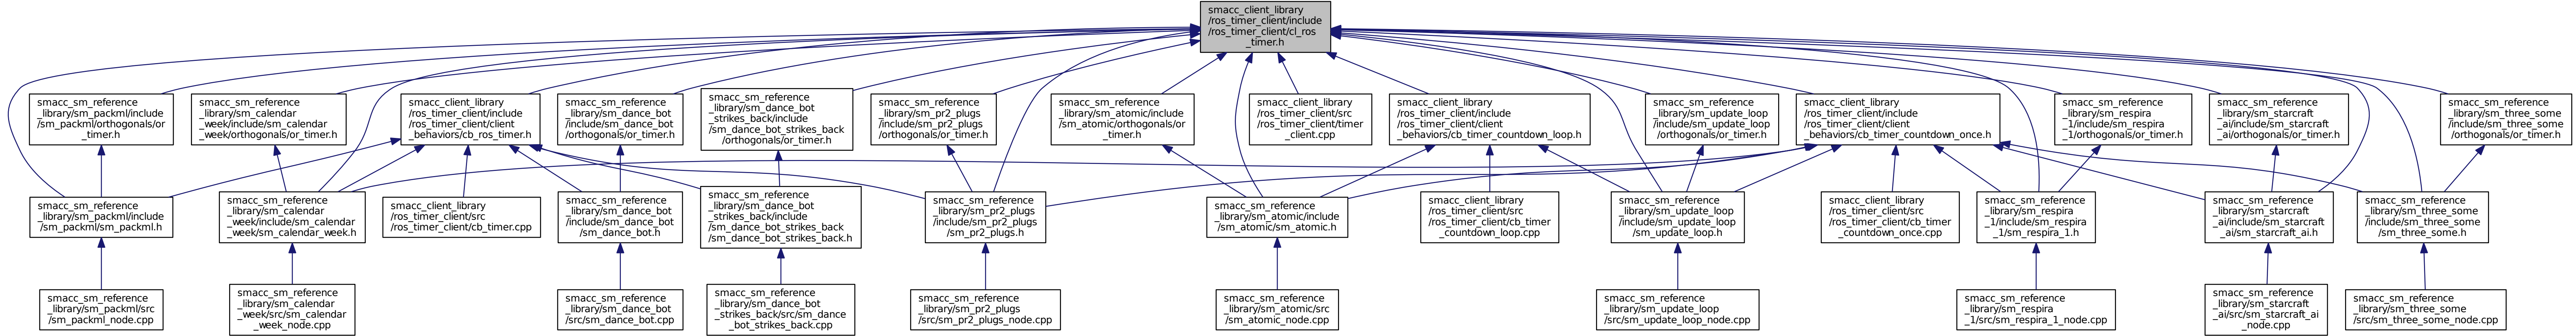 smacc_client_library
/ros_timer_client/include
/ros_timer_client/cl_ros
_timer.h
smacc_sm_reference
_library/sm_packml/include
/sm_packml/orthogonals/or
_timer.h
smacc_sm_reference
_library/sm_calendar
_week/include/sm_calendar
_week/orthogonals/or_timer.h
smacc_client_library
/ros_timer_client/include
/ros_timer_client/client
_behaviors/cb_ros_timer.h
smacc_sm_reference
_library/sm_dance_bot
/include/sm_dance_bot
/orthogonals/or_timer.h
smacc_sm_reference
_library/sm_dance_bot
_strikes_back/include
/sm_dance_bot_strikes_back
/orthogonals/or_timer.h
smacc_sm_reference
_library/sm_pr2_plugs
/include/sm_pr2_plugs
/orthogonals/or_timer.h
smacc_sm_reference
_library/sm_atomic/include
/sm_atomic/orthogonals/or
_timer.h
smacc_client_library
/ros_timer_client/src
/ros_timer_client/timer
_client.cpp
smacc_client_library
/ros_timer_client/include
/ros_timer_client/client
_behaviors/cb_timer_countdown_loop.h
smacc_sm_reference
_library/sm_update_loop
/include/sm_update_loop
/orthogonals/or_timer.h
smacc_client_library
/ros_timer_client/include
/ros_timer_client/client
_behaviors/cb_timer_countdown_once.h
smacc_sm_reference
_library/sm_respira
_1/include/sm_respira
_1/orthogonals/or_timer.h
smacc_sm_reference
_library/sm_starcraft
_ai/include/sm_starcraft
_ai/orthogonals/or_timer.h
smacc_sm_reference
_library/sm_three_some
/include/sm_three_some
/orthogonals/or_timer.h
smacc_sm_reference
_library/sm_packml/include
/sm_packml/sm_packml.h
smacc_sm_reference
_library/sm_calendar
_week/include/sm_calendar
_week/sm_calendar_week.h
smacc_client_library
/ros_timer_client/src
/ros_timer_client/cb_timer.cpp
smacc_sm_reference
_library/sm_dance_bot
/include/sm_dance_bot
/sm_dance_bot.h
smacc_sm_reference
_library/sm_dance_bot
_strikes_back/include
/sm_dance_bot_strikes_back
/sm_dance_bot_strikes_back.h
smacc_sm_reference
_library/sm_pr2_plugs
/include/sm_pr2_plugs
/sm_pr2_plugs.h
smacc_sm_reference
_library/sm_atomic/include
/sm_atomic/sm_atomic.h
smacc_client_library
/ros_timer_client/src
/ros_timer_client/cb_timer
_countdown_loop.cpp
smacc_sm_reference
_library/sm_update_loop
/include/sm_update_loop
/sm_update_loop.h
smacc_client_library
/ros_timer_client/src
/ros_timer_client/cb_timer
_countdown_once.cpp
smacc_sm_reference
_library/sm_respira
_1/include/sm_respira
_1/sm_respira_1.h
smacc_sm_reference
_library/sm_starcraft
_ai/include/sm_starcraft
_ai/sm_starcraft_ai.h
smacc_sm_reference
_library/sm_three_some
/include/sm_three_some
/sm_three_some.h
smacc_sm_reference
_library/sm_packml/src
/sm_packml_node.cpp
smacc_sm_reference
_library/sm_calendar
_week/src/sm_calendar
_week_node.cpp
smacc_sm_reference
_library/sm_dance_bot
/src/sm_dance_bot.cpp
smacc_sm_reference
_library/sm_dance_bot
_strikes_back/src/sm_dance
_bot_strikes_back.cpp
smacc_sm_reference
_library/sm_pr2_plugs
/src/sm_pr2_plugs_node.cpp
smacc_sm_reference
_library/sm_atomic/src
/sm_atomic_node.cpp
smacc_sm_reference
_library/sm_update_loop
/src/sm_update_loop_node.cpp
smacc_sm_reference
_library/sm_respira
_1/src/sm_respira_1_node.cpp
smacc_sm_reference
_library/sm_starcraft
_ai/src/sm_starcraft_ai
_node.cpp
smacc_sm_reference
_library/sm_three_some
/src/sm_three_some_node.cpp